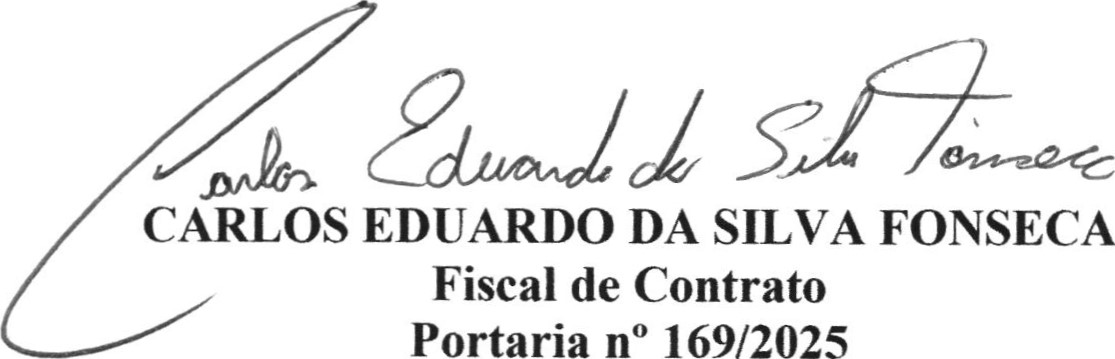 Carlos Eduardo da Silva Fonseca
CARLOS EDUARDO DA SILVA FONSECA
Fiscal de Contrato
Portaria nº 169/2025